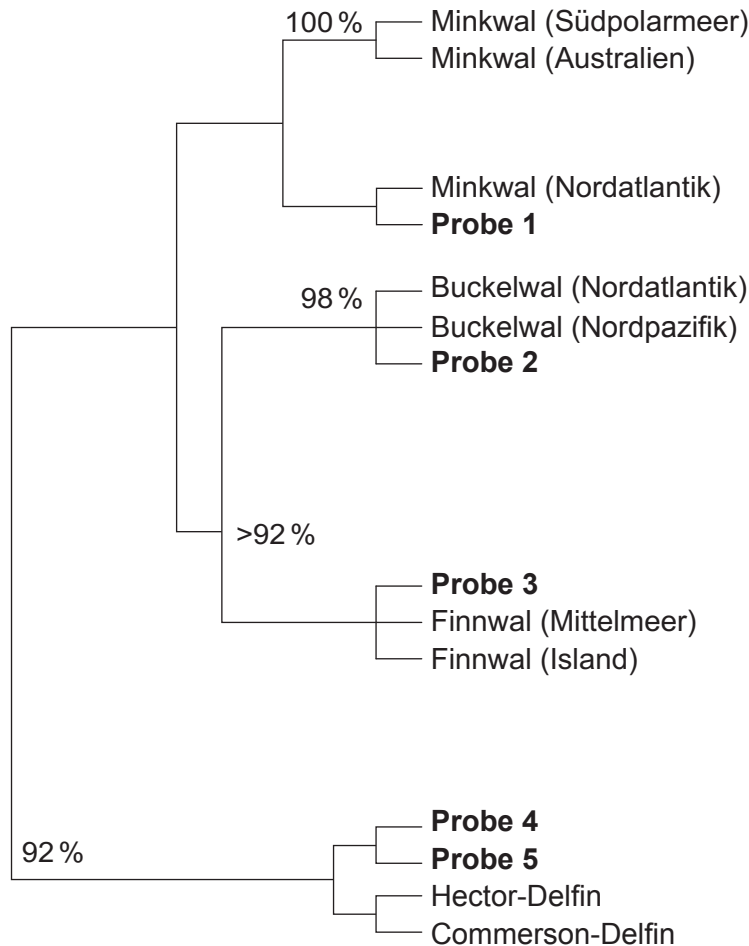 100 %
Minkwal (Südpolarmeer)
Minkwal (Australien)
Minkwal (Nordatlantik)
Probe 1
98 %
Buckelwal (Nordatlantik)
Buckelwal (Nordpazifik)
Probe 2
>92 %
Probe 3
Finnwal (Mittelmeer)
Finnwal (Island)
92 %
Probe 4
Probe 5
Hector-Delfin
Commerson-Delfin